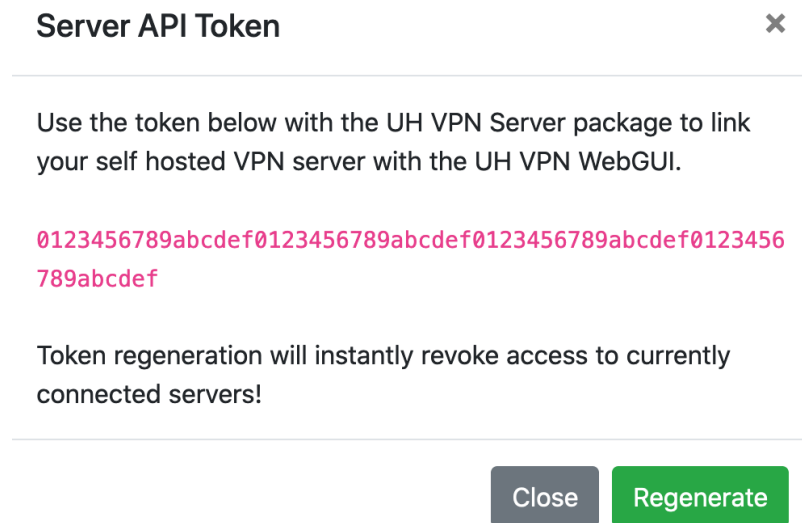 Server API Token ×
Use the token below with the UH VPN Server package to link
your self hosted VPN server with the UH VPN WebGUI.
0123456789abcdef0123456789abcdef0123456789abcdef0123456
789abcdef
Token regeneration will instantly revoke access to currently
connected servers!
Close Regenerate